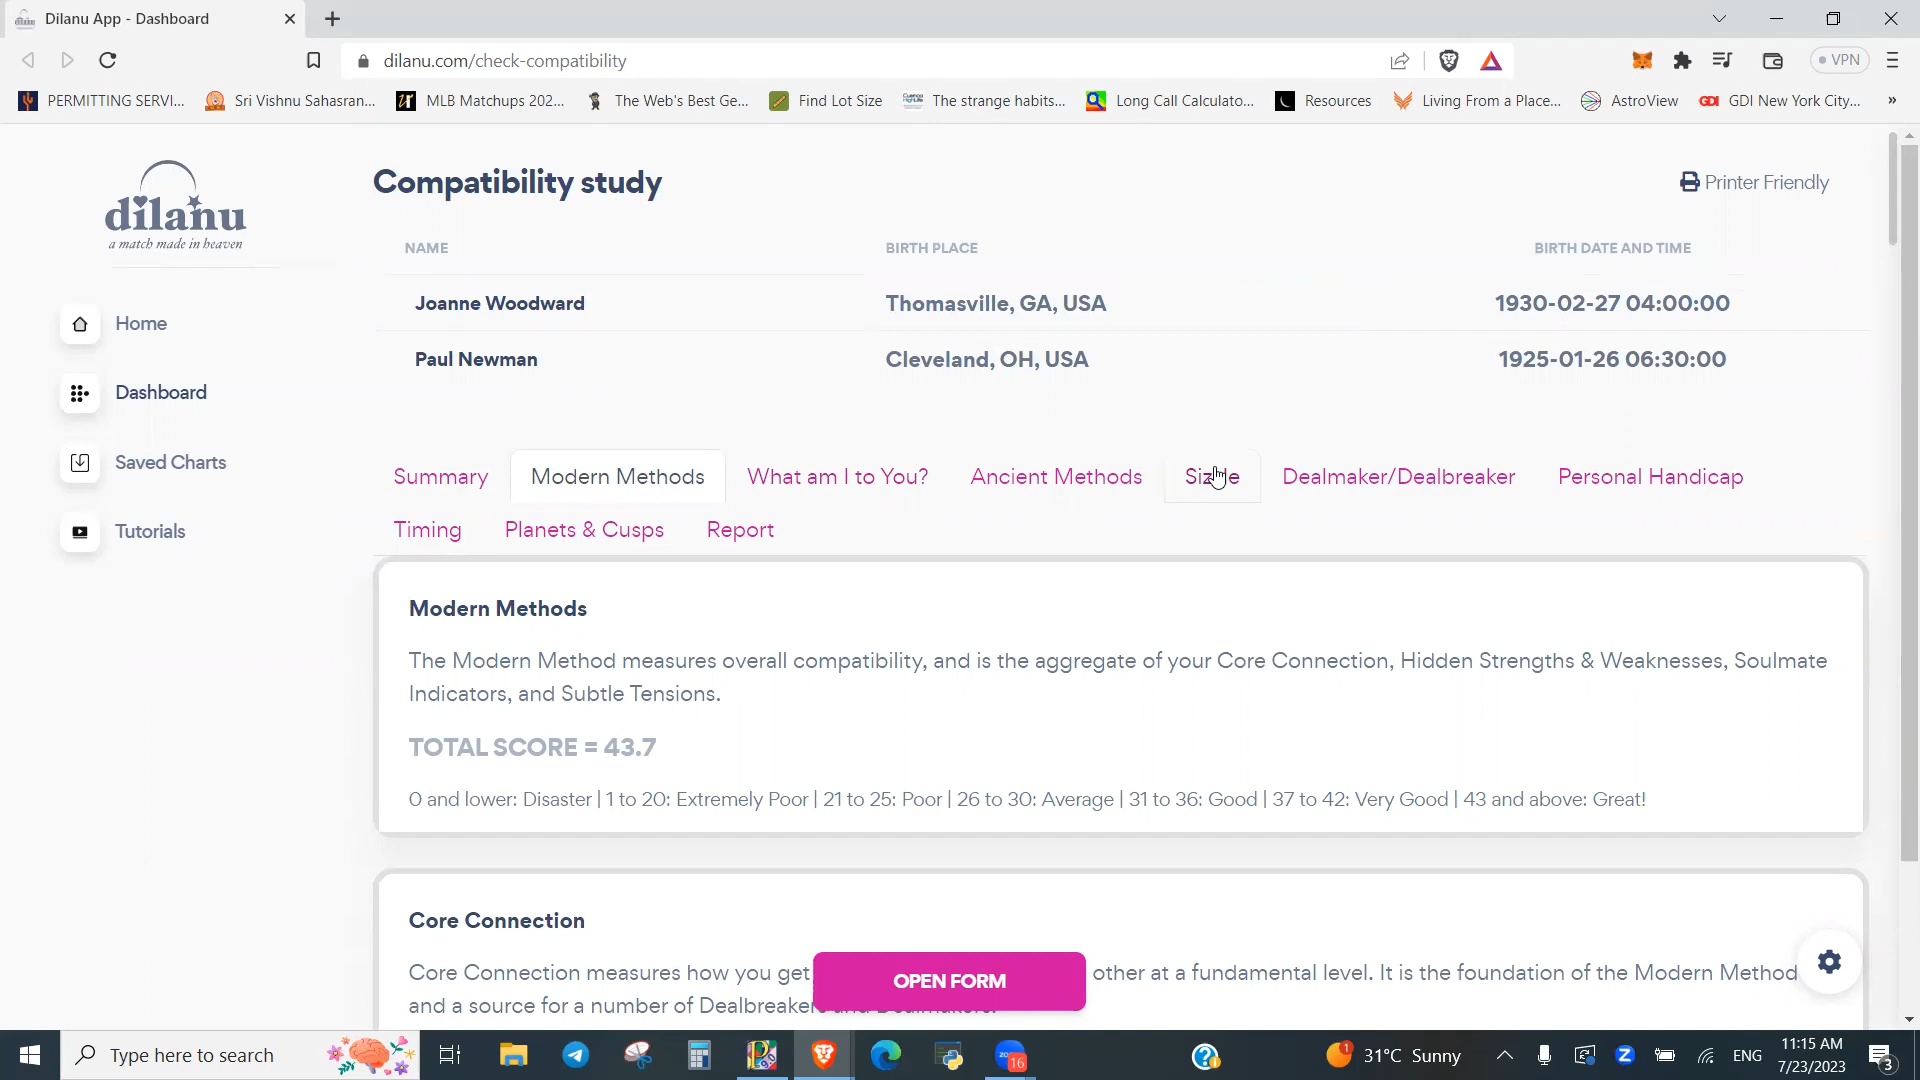 Dilanu App - Dashboard
dilanu.com/check-compatibility
VPN
PERMITTING SERVI... Sri Vishnu Sahasran... MLB Matchups 202... The Web's Best Ge... Find Lot Size The strange habits... Long Call Calculato... Resources Living From a Place... AstroView GDI GDI New York City... »
dilanu
a match made in heaven
Home
Dashboard
Saved Charts
Tutorials
Compatibility study
Printer Friendly
NAME BIRTH PLACE BIRTH DATE AND TIME
Joanne Woodward Thomasville, GA, USA 1930-02-27 04:00:00
Paul Newman Cleveland, OH, USA 1925-01-26 06:30:00
Summary Modern Methods What am I to You? Ancient Methods Dealmaker/Dealbreaker Personal Handicap
Timing Planets & Cusps Report
Modern Methods
The Modern Method measures overall compatibility, and is the aggregate of your Core Connection, Hidden Strengths & Weaknesses, Soulmate
Indicators, and Subtle Tensions.
TOTAL SCORE = 43.7
0 and lower: Disaster | 1 to 20: Extremely Poor | 21 to 25: Poor | 26 to 30: Average | 31 to 36: Good | 37 to 42: Very Good | 43 and above: Great!
Core Connection
Core Connection measures how you get other at a fundamental level. It is the foundation of the Modern Method
and a source for a number of
OPEN FORM
Type here to search
16
1
31°C Sunny
ENG
11:15 AM
7/23/2023
3